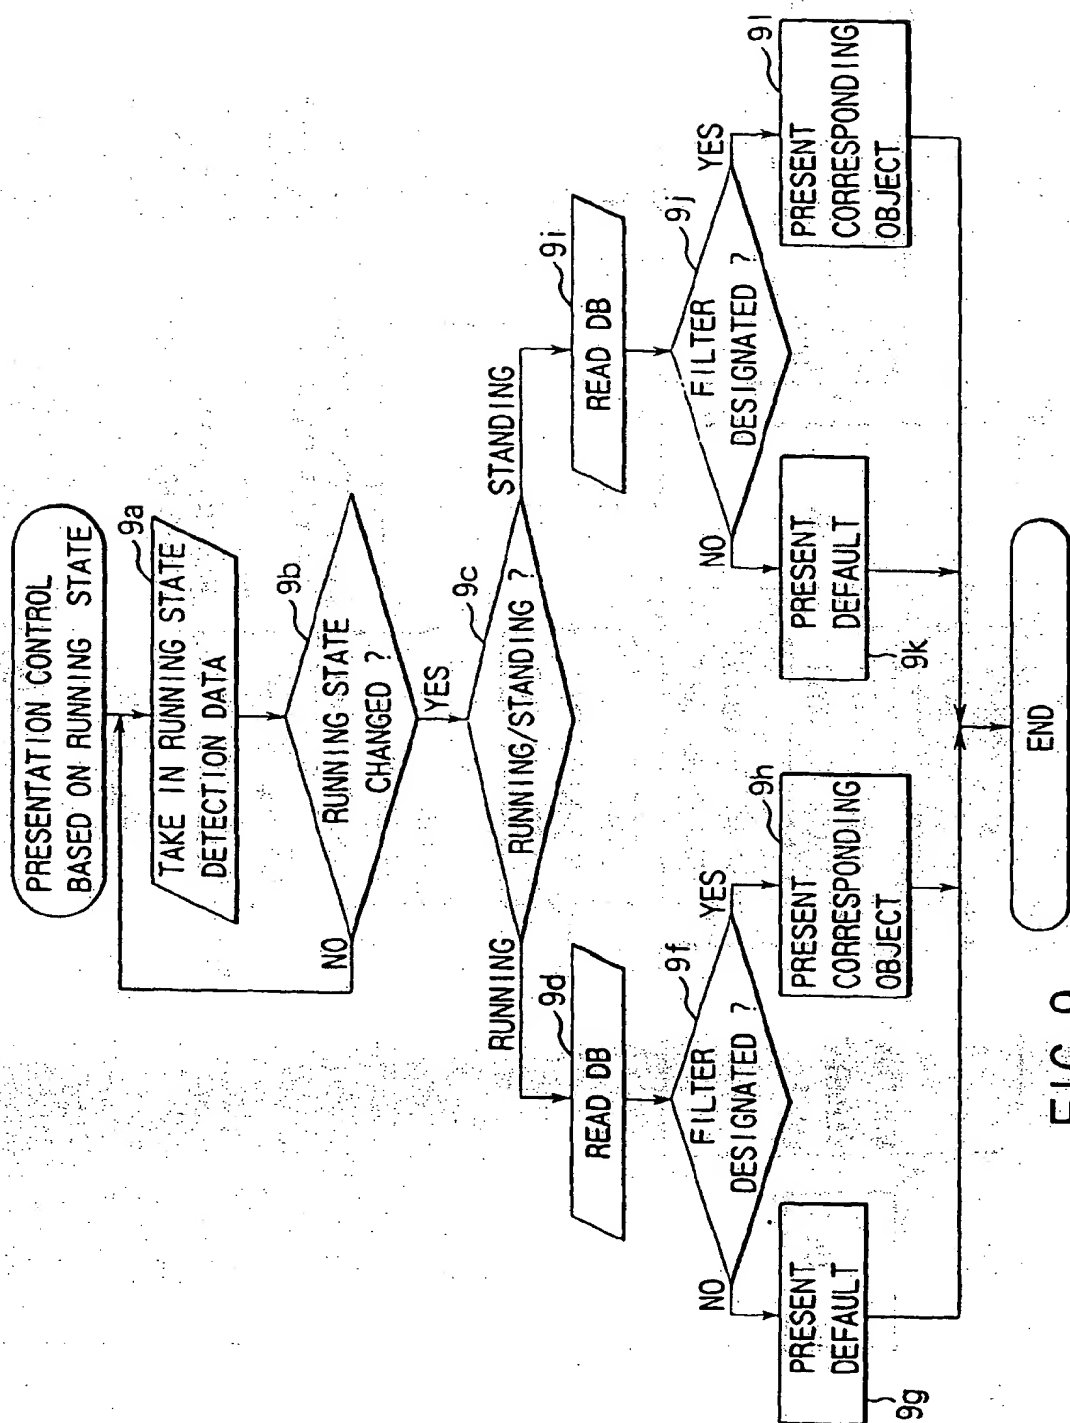 PRESENTATION CONTROL
BASED ON RUNNING STATE
9a
TAKE IN RUNNING STATE
DETECTION DATA
9b
RUNNING STATE
CHANGED ?
NO
YES
9c
RUNNING/STANDING ?
RUNNING
STANDING
9d
READ DB
9f
FILTER
DESIGNATED ?
NO
YES
PRESENT
DEFAULT
9g
9h
PRESENT
CORRESPONDING
OBJECT
9i
READ DB
9j
FILTER
DESIGNATED ?
NO
YES
PRESENT
DEFAULT
9k
9l
PRESENT
CORRESPONDING
OBJECT
END